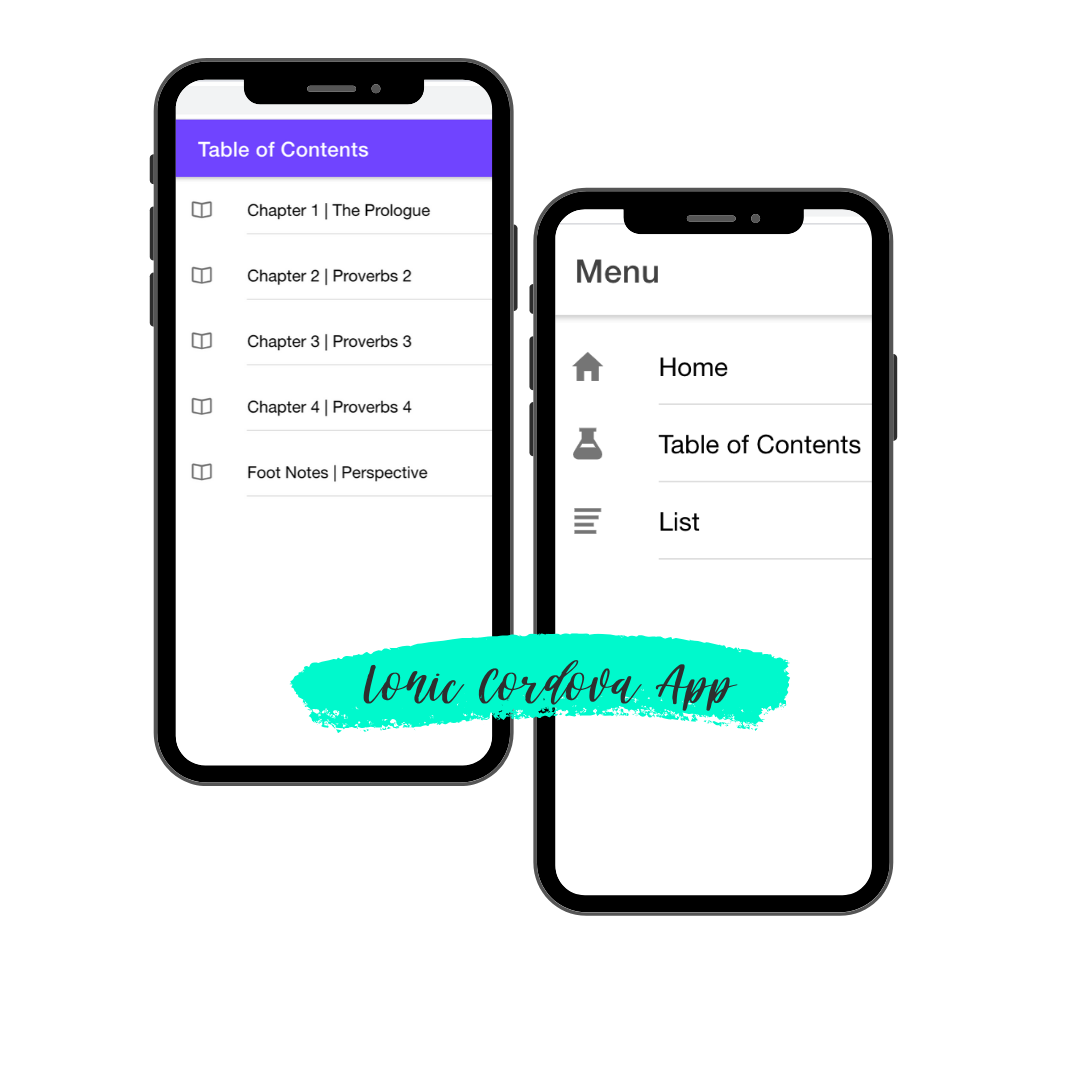 Table of Contents
Chapter 1 | The Prologue
Chapter 2 | Proverbs 2
Chapter 3 | Proverbs 3
Chapter 4 | Proverbs 4
Foot Notes | Perspective
Menu
Home
Table of Contents
List
Ionic Cordova App